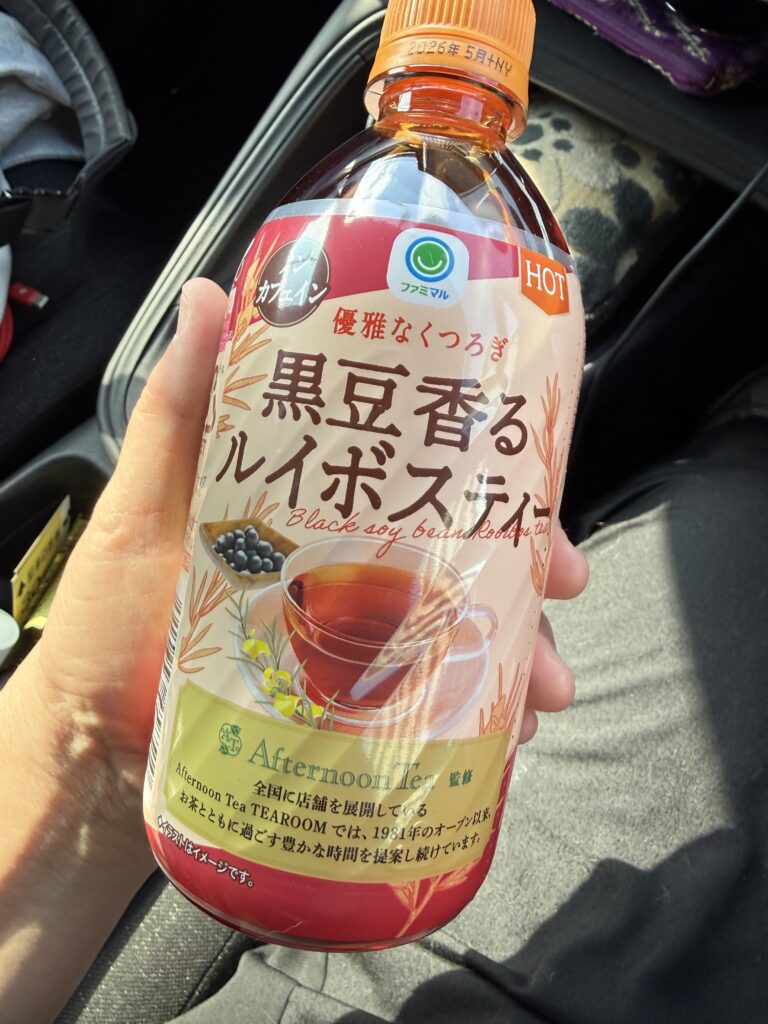 2026年 5月+NY
ファミマル
HOT
カフェイン
優雅なくつろぎ
黒豆香る
ルイボスティー
Black soy bean Rooibos tea
Afternoon Tea 監修
全国に店舗を展開している
Afternoon Tea TEAROOM では、1981年のオープン以来、
お茶とともに過ごす豊かな時間を提案し続けています。
イラストはイメージです。